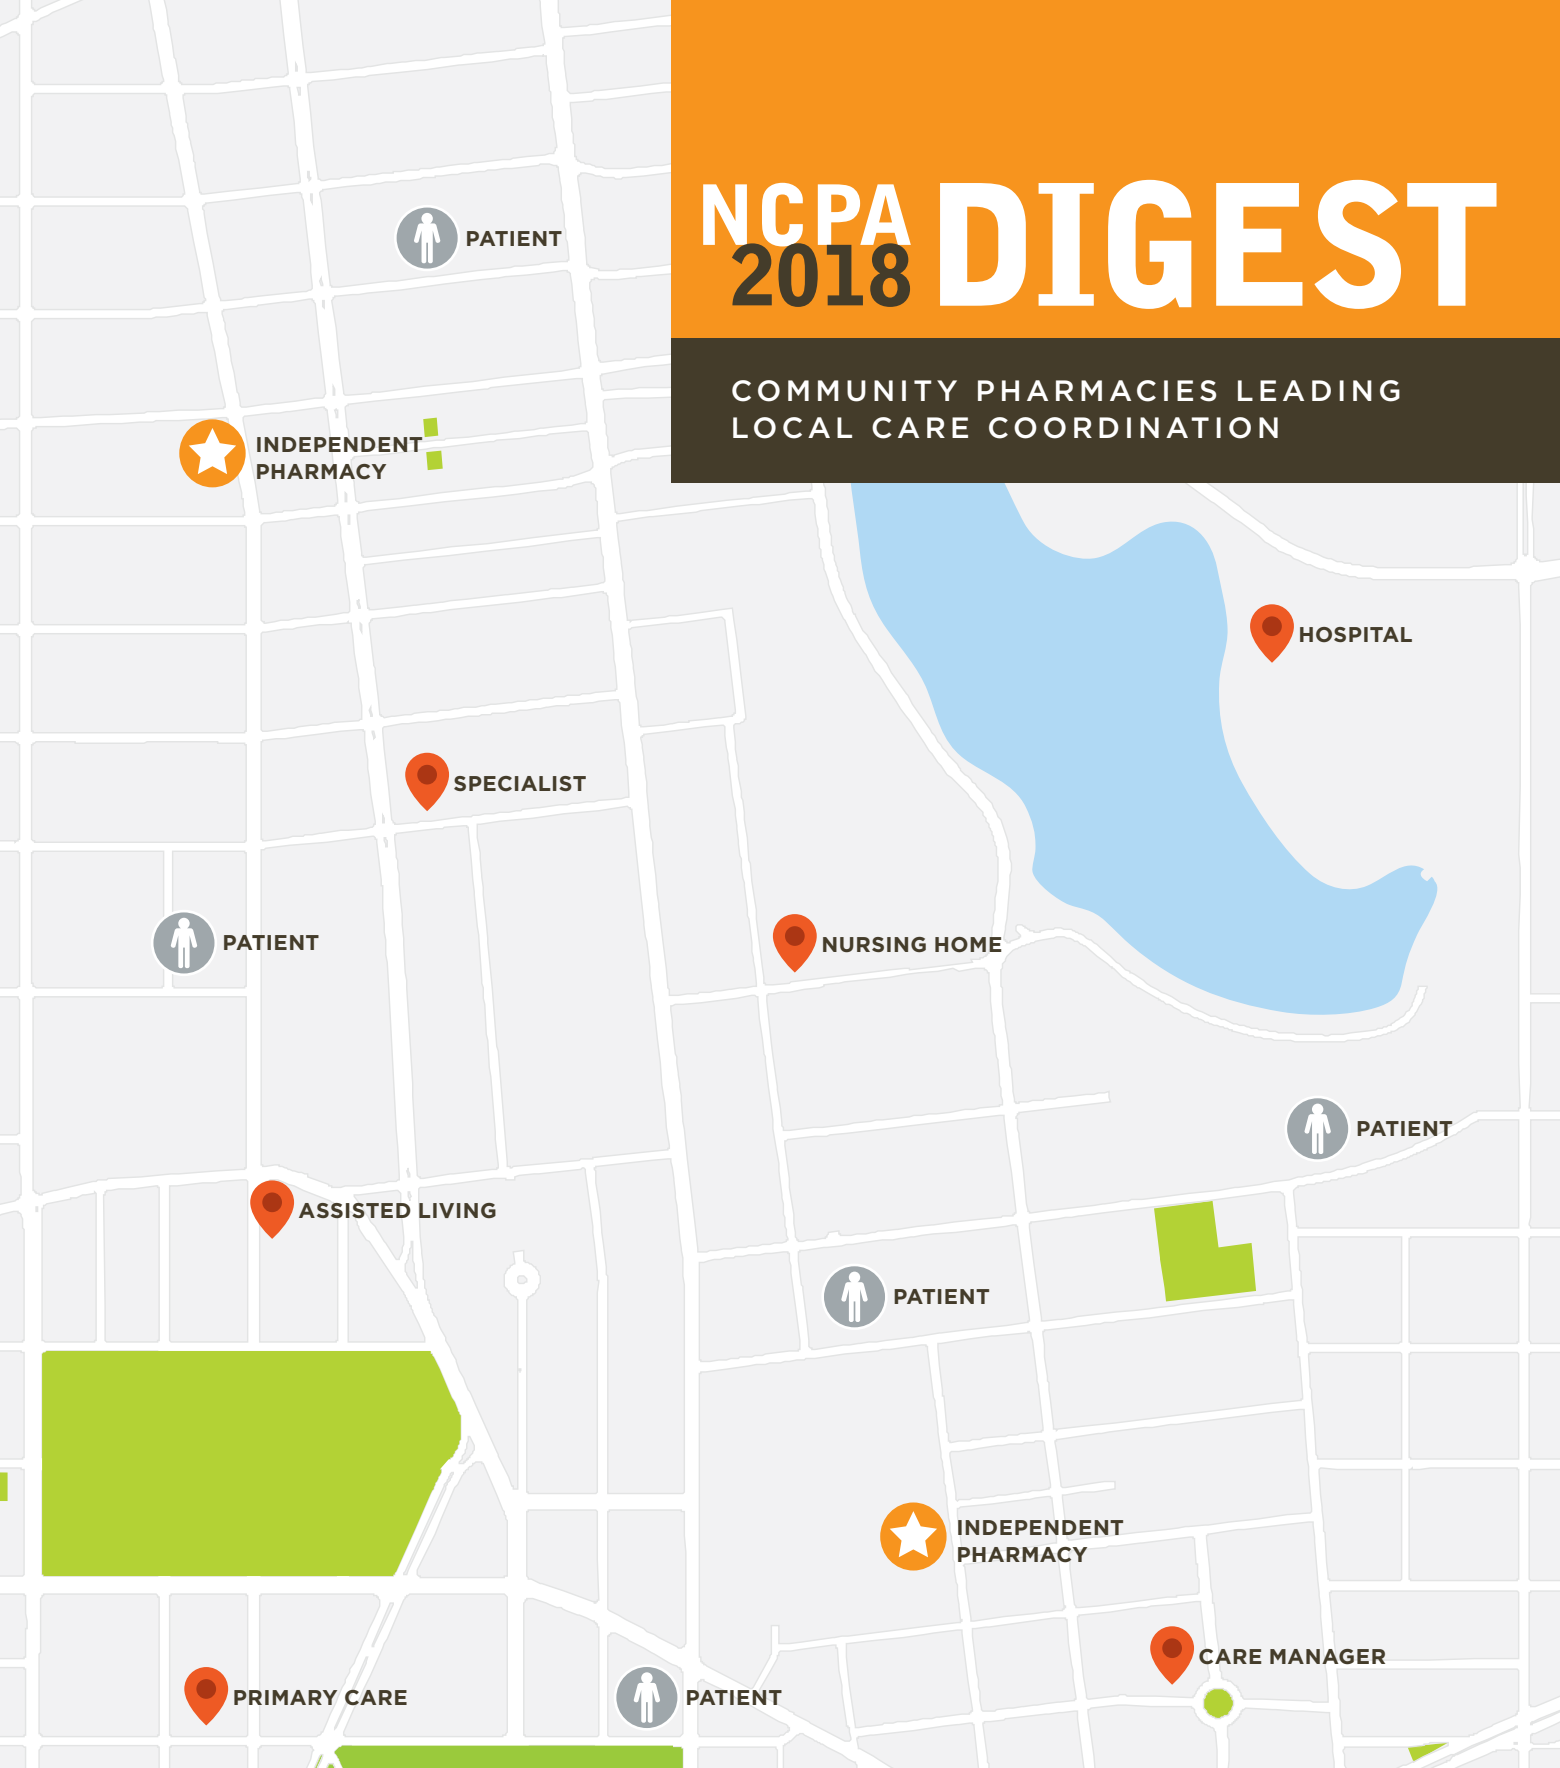 NCPA
2018 DIGEST
COMMUNITY PHARMACIES LEADING
LOCAL CARE COORDINATION
PATIENT
INDEPENDENT
PHARMACY
HOSPITAL
SPECIALIST
PATIENT
NURSING HOME
PATIENT
ASSISTED LIVING
PATIENT
INDEPENDENT
PHARMACY
CARE MANAGER
PRIMARY CARE
PATIENT